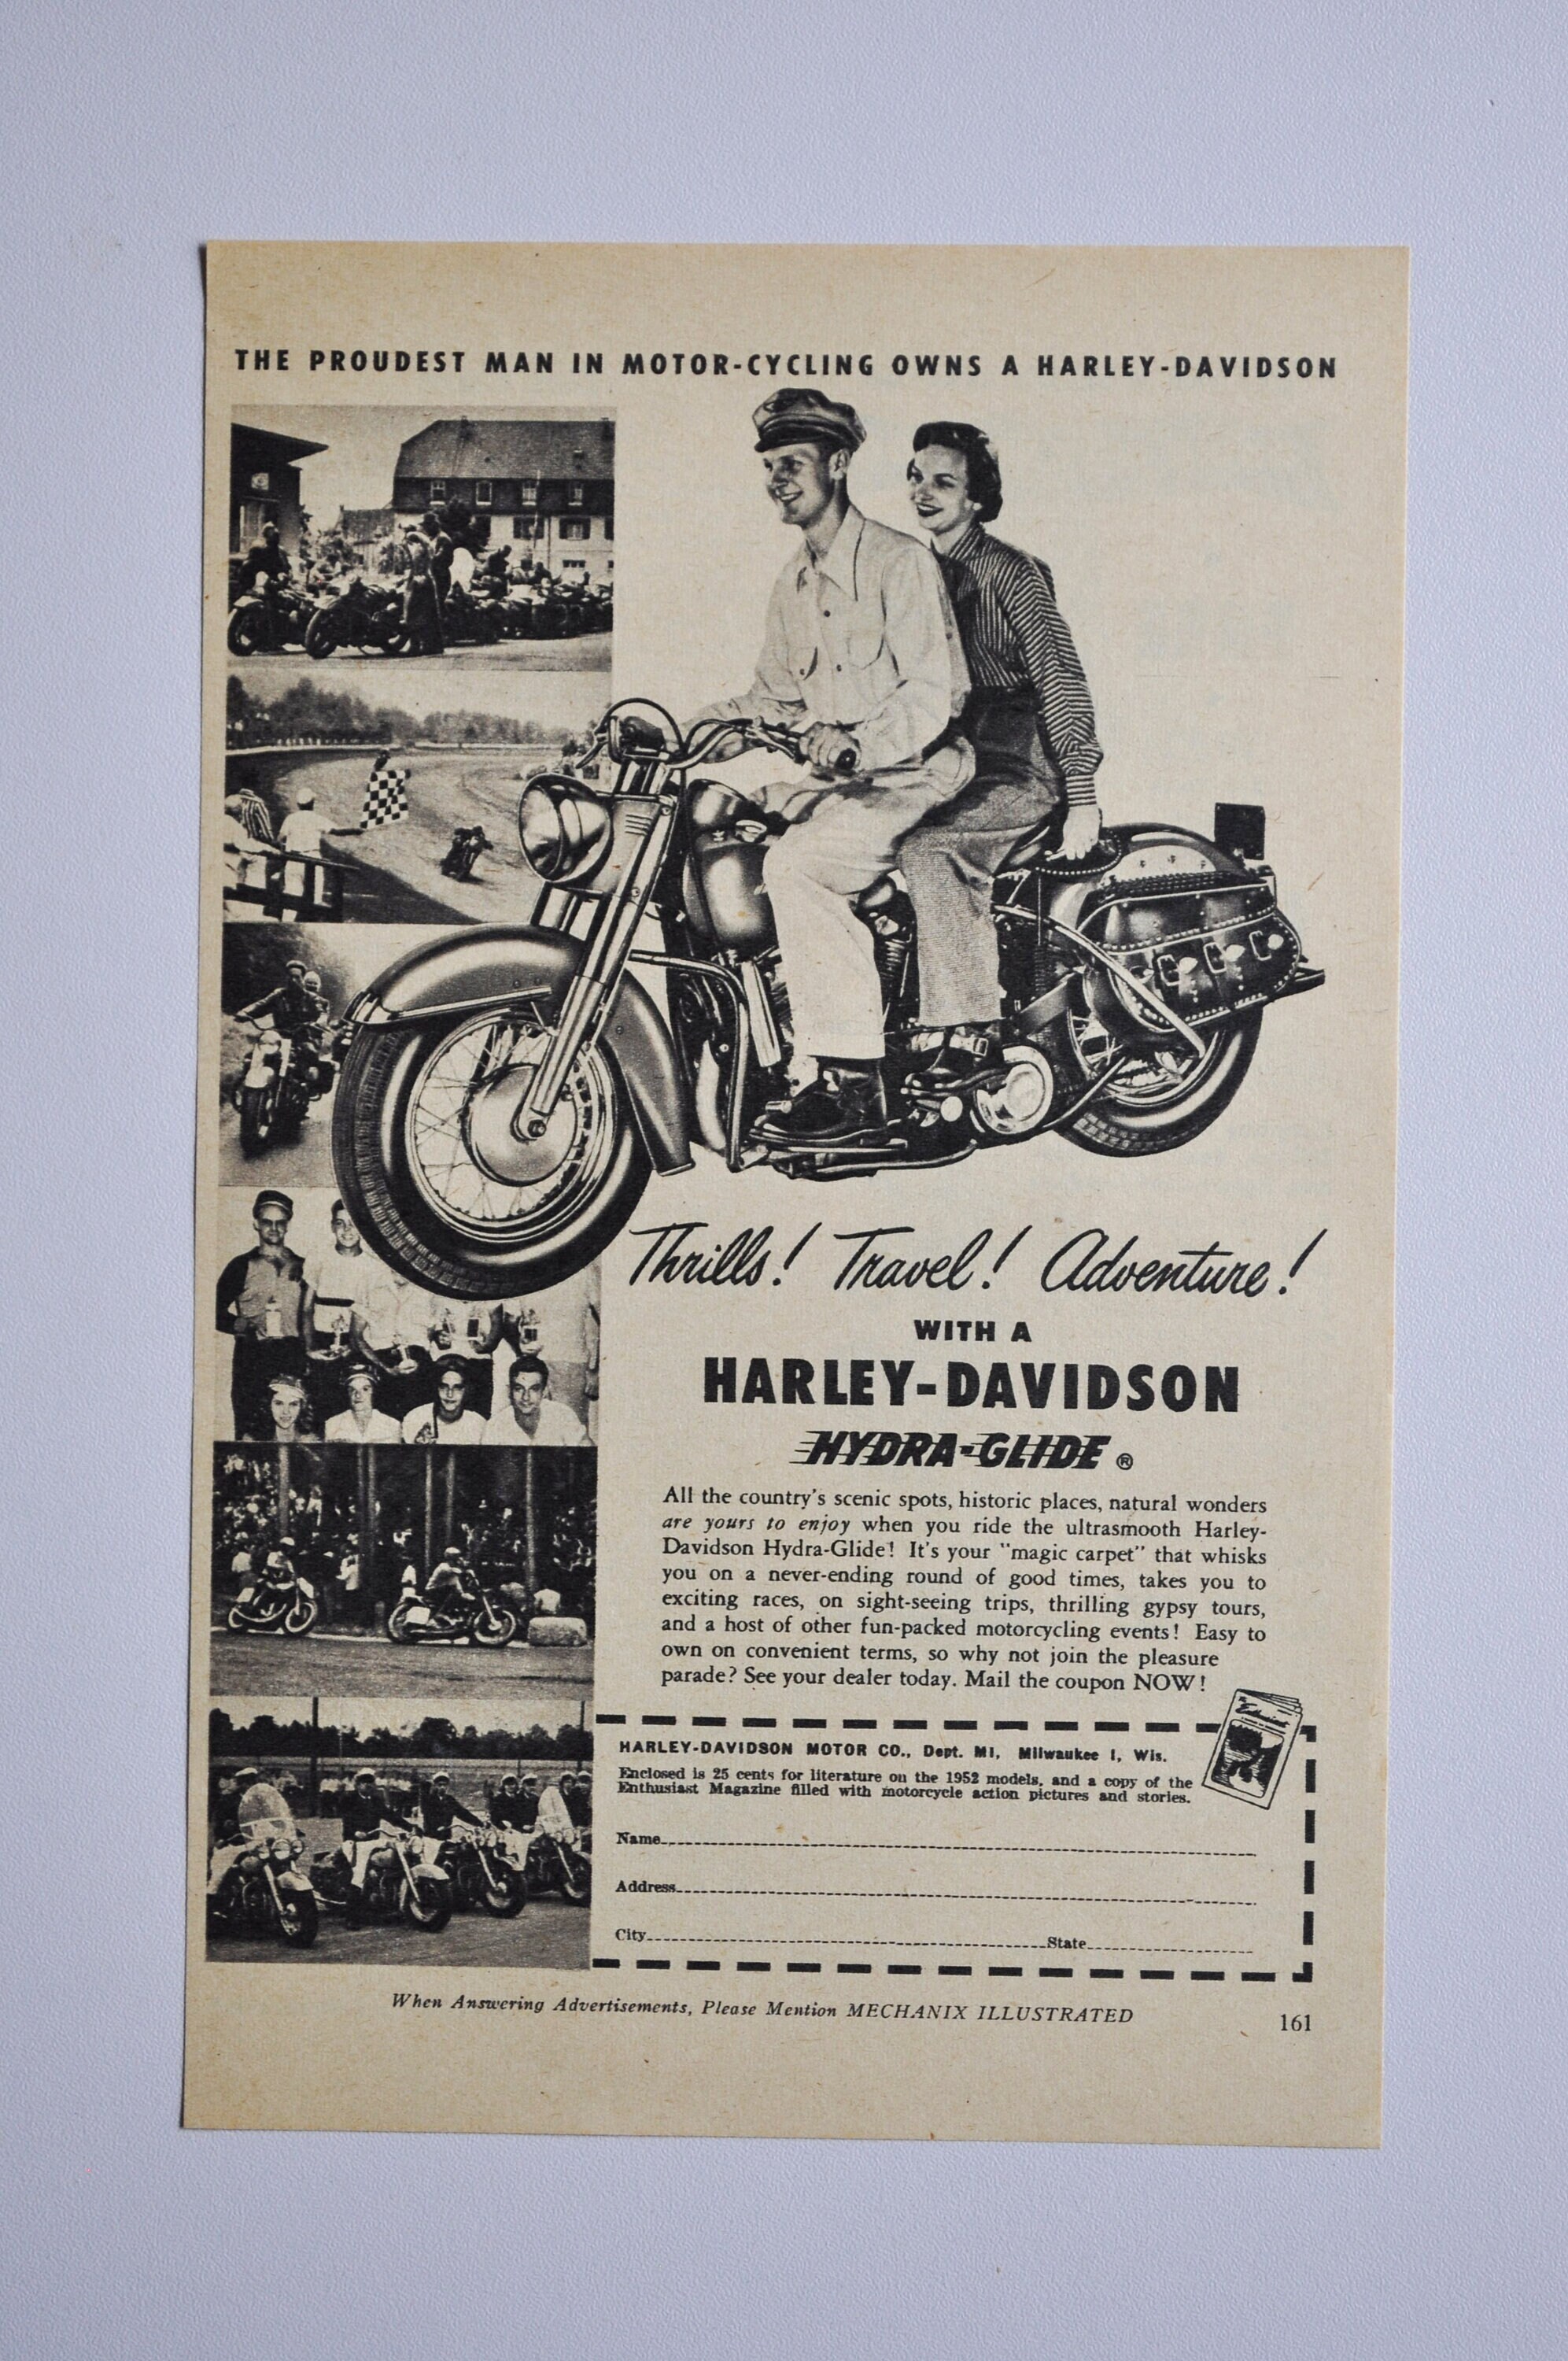 THE PROUDEST MAN IN MOTOR-CYCLING OWNS A HARLEY-DAVIDSON
Thrills! Travel! Adventure!
WITH A
HARLEY-DAVIDSON
HYDRA-GLIDE ®
All the country's scenic spots, historic places, natural wonders
are yours to enjoy when you ride the ultrasmooth Harley-
Davidson Hydra-Glide! It's your "magic carpet" that whisks
you on a never-ending round of good times, takes you to
exciting races, on sight-seeing trips, thrilling gypsy tours,
and a host of other fun-packed motorcycling events! Easy to
own on convenient terms, so why not join the pleasure
parade? See your dealer today. Mail the coupon NOW!
HARLEY-DAVIDSON MOTOR CO., Dept. MI, Milwaukee 1, Wis.
Enclosed is 25 cents for literature on the 1952 models, and a copy of the
Enthusiast Magazine filled with motorcycle action pictures and stories.
Name
Address
City State
When Answering Advertisements, Please Mention MECHANIX ILLUSTRATED
161